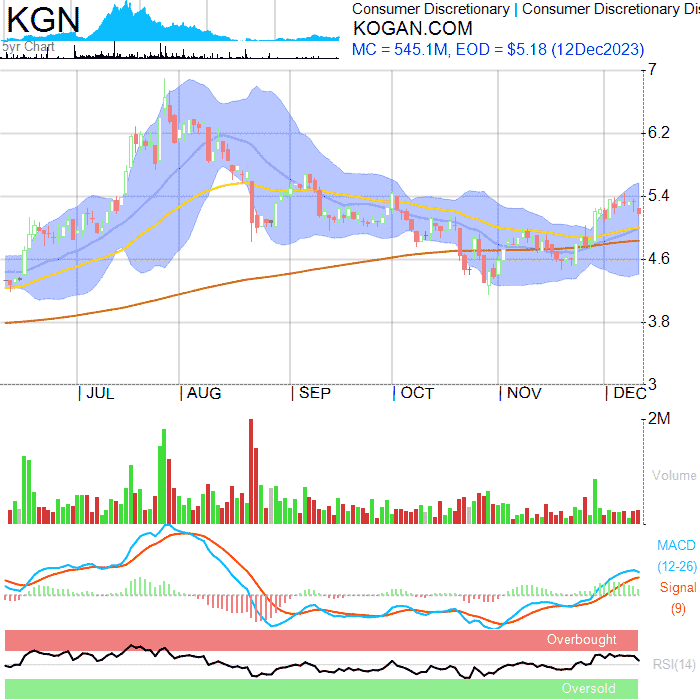 KGN
5yr Chart
Consumer Discretionary | Consumer Discretionary Dis
KOGAN.COM
MC = 545.1M, EOD = $5.18 (12Dec2023)
7
6.2
5.4
4.6
3.8
3
JUL AUG SEP OCT NOV DEC
2M
Volume
MACD
(12-26)
Signal
(9)
Overbought
RSI(14)
Oversold